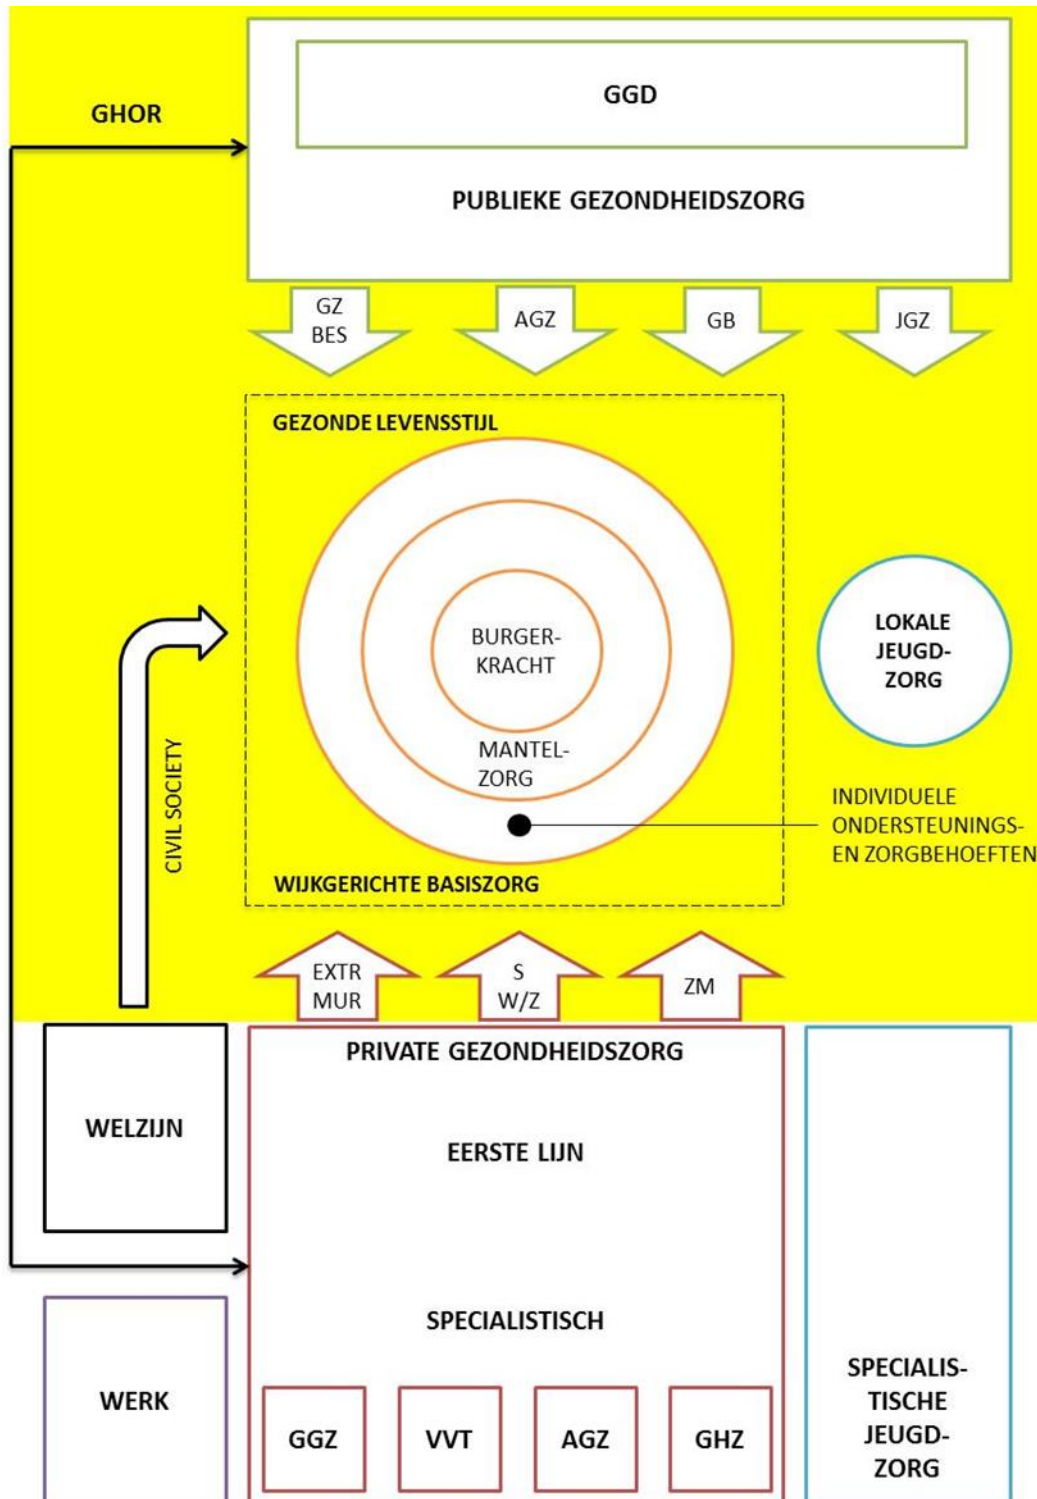 GGD
GHOR
PUBLIEKE GEZONDHEIDSZORG
GZ
BES
AGZ
GB
JGZ
GEZONDE LEVENSSTIJL
BURGER-
KRACHT
MANTEL-
ZORG
LOKALE
JEUGD-
ZORG
CIVIL SOCIETY
INDIVIDUELE
ONDERSTEUNINGS-
EN ZORGBEHOEFTEN
WIJKGERICHTE BASISZORG
EXTR
MUR
S
W/Z
ZM
PRIVATE GEZONDHEIDSZORG
WELZIJN
EERSTE LIJN
SPECIALISTISCH
WERK
GGZ
VVT
AGZ
GHZ
SPECIALIS-
TISCHE
JEUGD-
ZORG